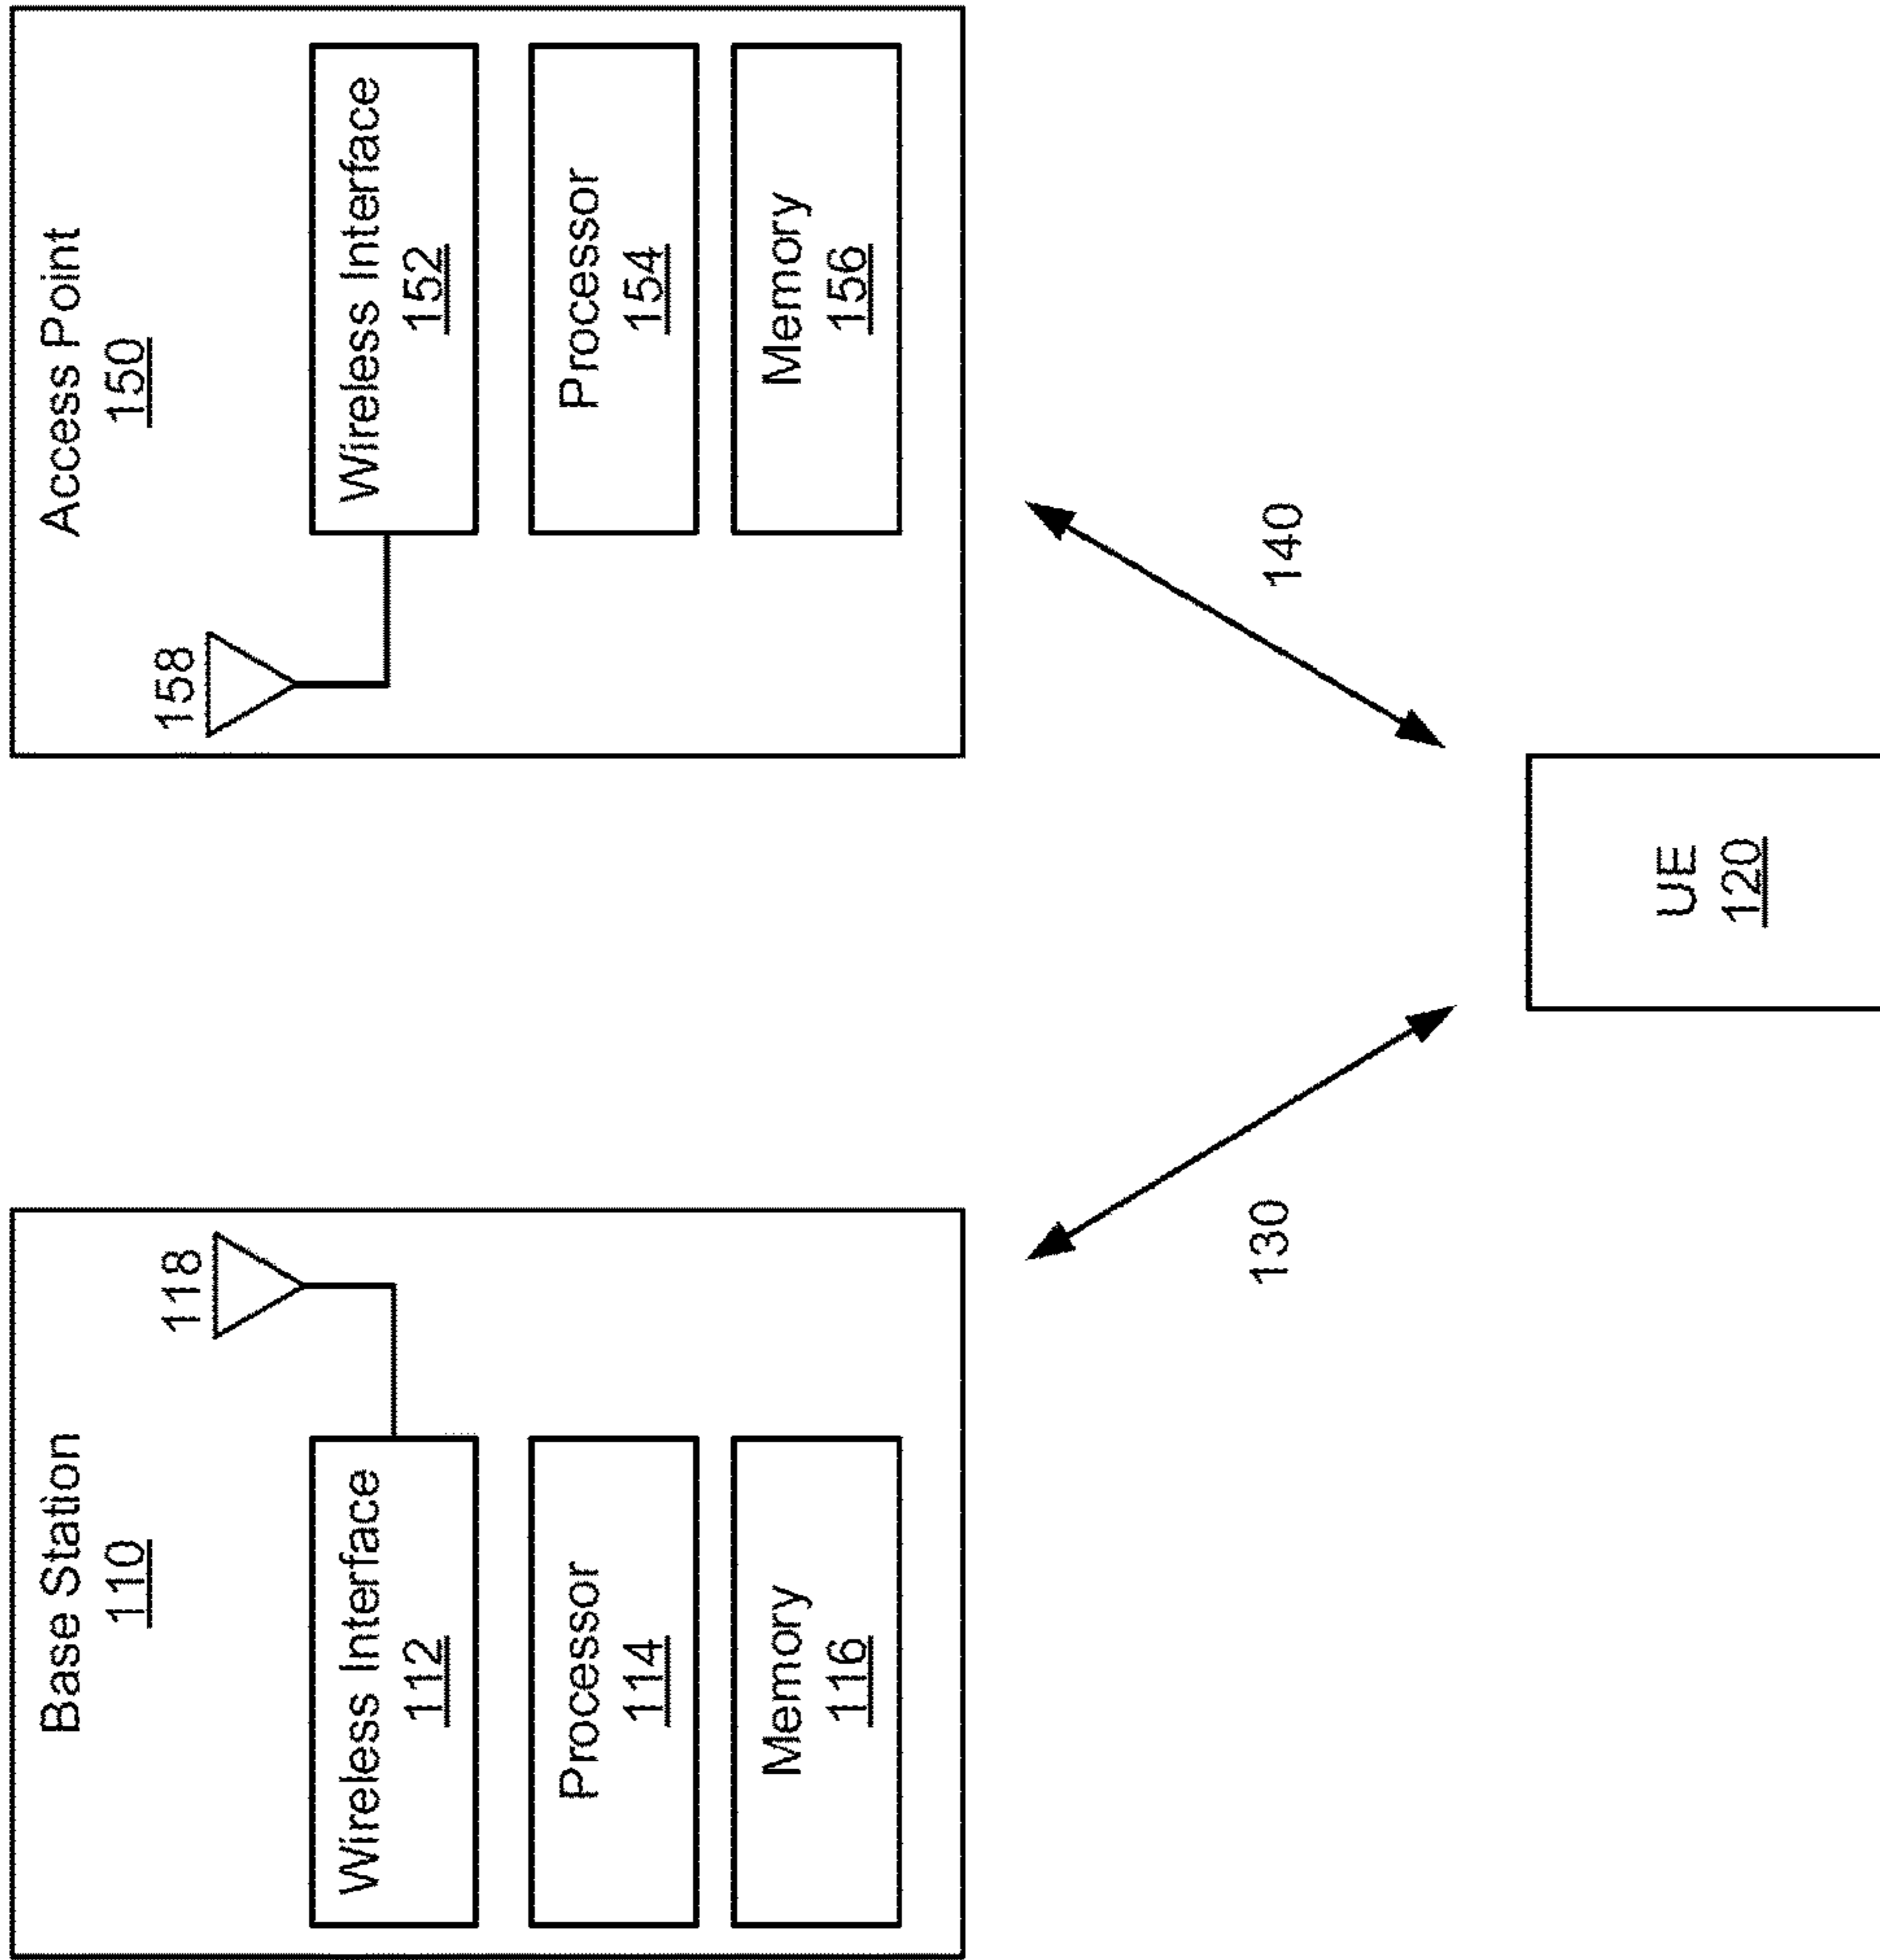 Base Station
110
118
Wireless Interface
112
Processor
114
Memory
116
Access Point
150
158
Wireless Interface
152
Processor
154
Memory
156
130
140
UE
120